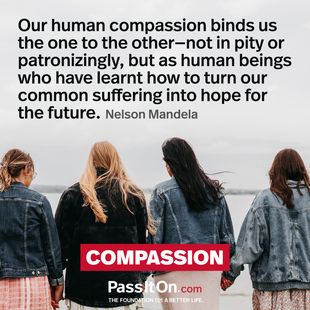 Our human compassion binds us
the one to the other—not in pity or
patronizingly, but as human beings
who have learnt how to turn our
common suffering into hope for
the future. Nelson Mandela
COMPASSION
PassItOn.com
THE FOUNDATION FOR A BETTER LIFE.